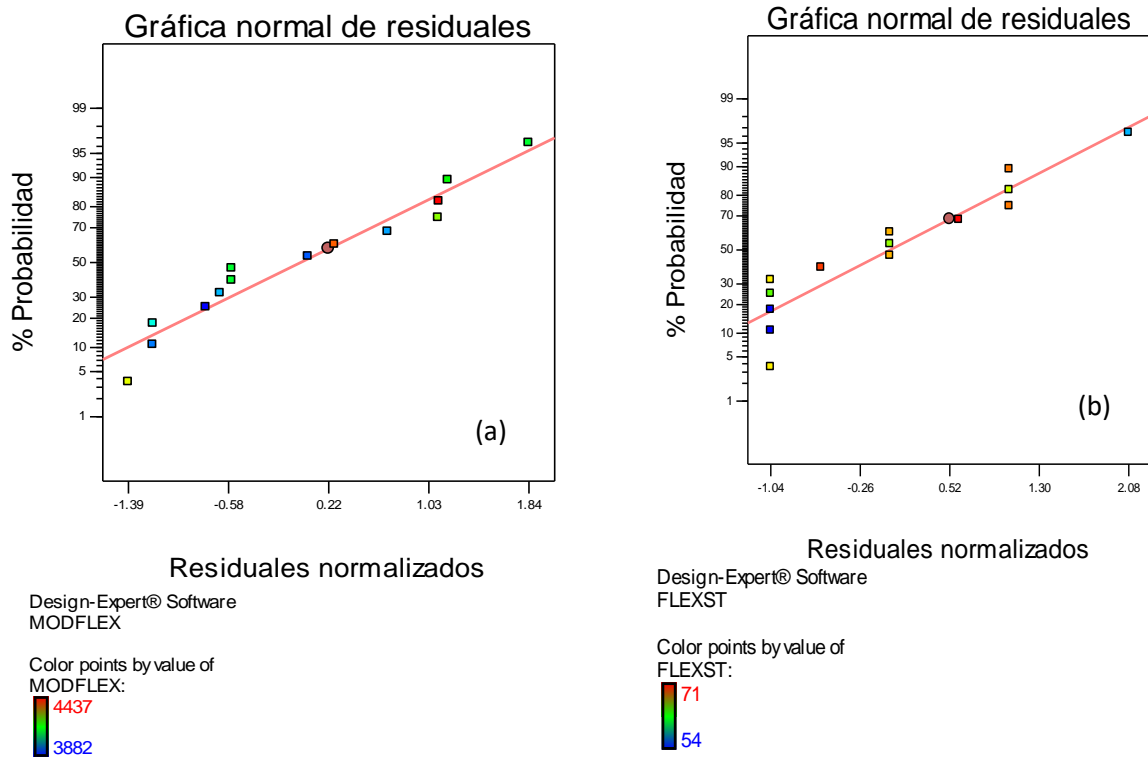 Gráfica normal de residuales
% Probabilidad
99
95
90
80
70
50
30
20
10
5
1
(a)
-1.39
-0.58
0.22
1.03
1.84
Residuales normalizados
Design-Expert® Software
MODFLEX
Color points by value of
MODFLEX:
4437
3882
Gráfica normal de residuales
% Probabilidad
99
95
90
80
70
50
30
20
10
5
1
(b)
-1.04
-0.26
0.52
1.30
2.08
Residuales normalizados
Design-Expert® Software
FLEXST
Color points by value of
FLEXST:
71
54